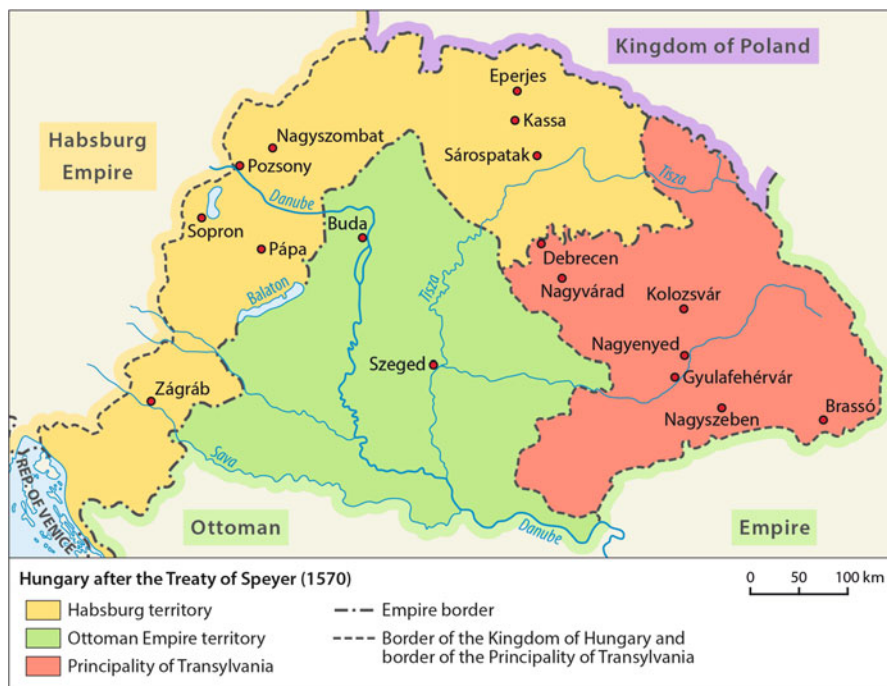 Kingdom of Poland
Eperjes
Kassa
Nagyszombat
Habsburg
Empire
Sárospatak
Pozsony
Tisza
Danube
Sopron
Buda
Pápa
Debrecen
Tisza
Nagyvárad
Balaton
Kolozsvár
Nagyenyed
Szeged
Gyulafehérvár
Zágráb
Nagyszeben
Brassó
Sava
REP. OF VENICE
Ottoman
Danube
Empire
Hungary after the Treaty of Speyer (1570)
0 50 100 km
Habsburg territory
Ottoman Empire territory
Principality of Transylvania
Empire border
Border of the Kingdom of Hungary and
border of the Principality of Transylvania